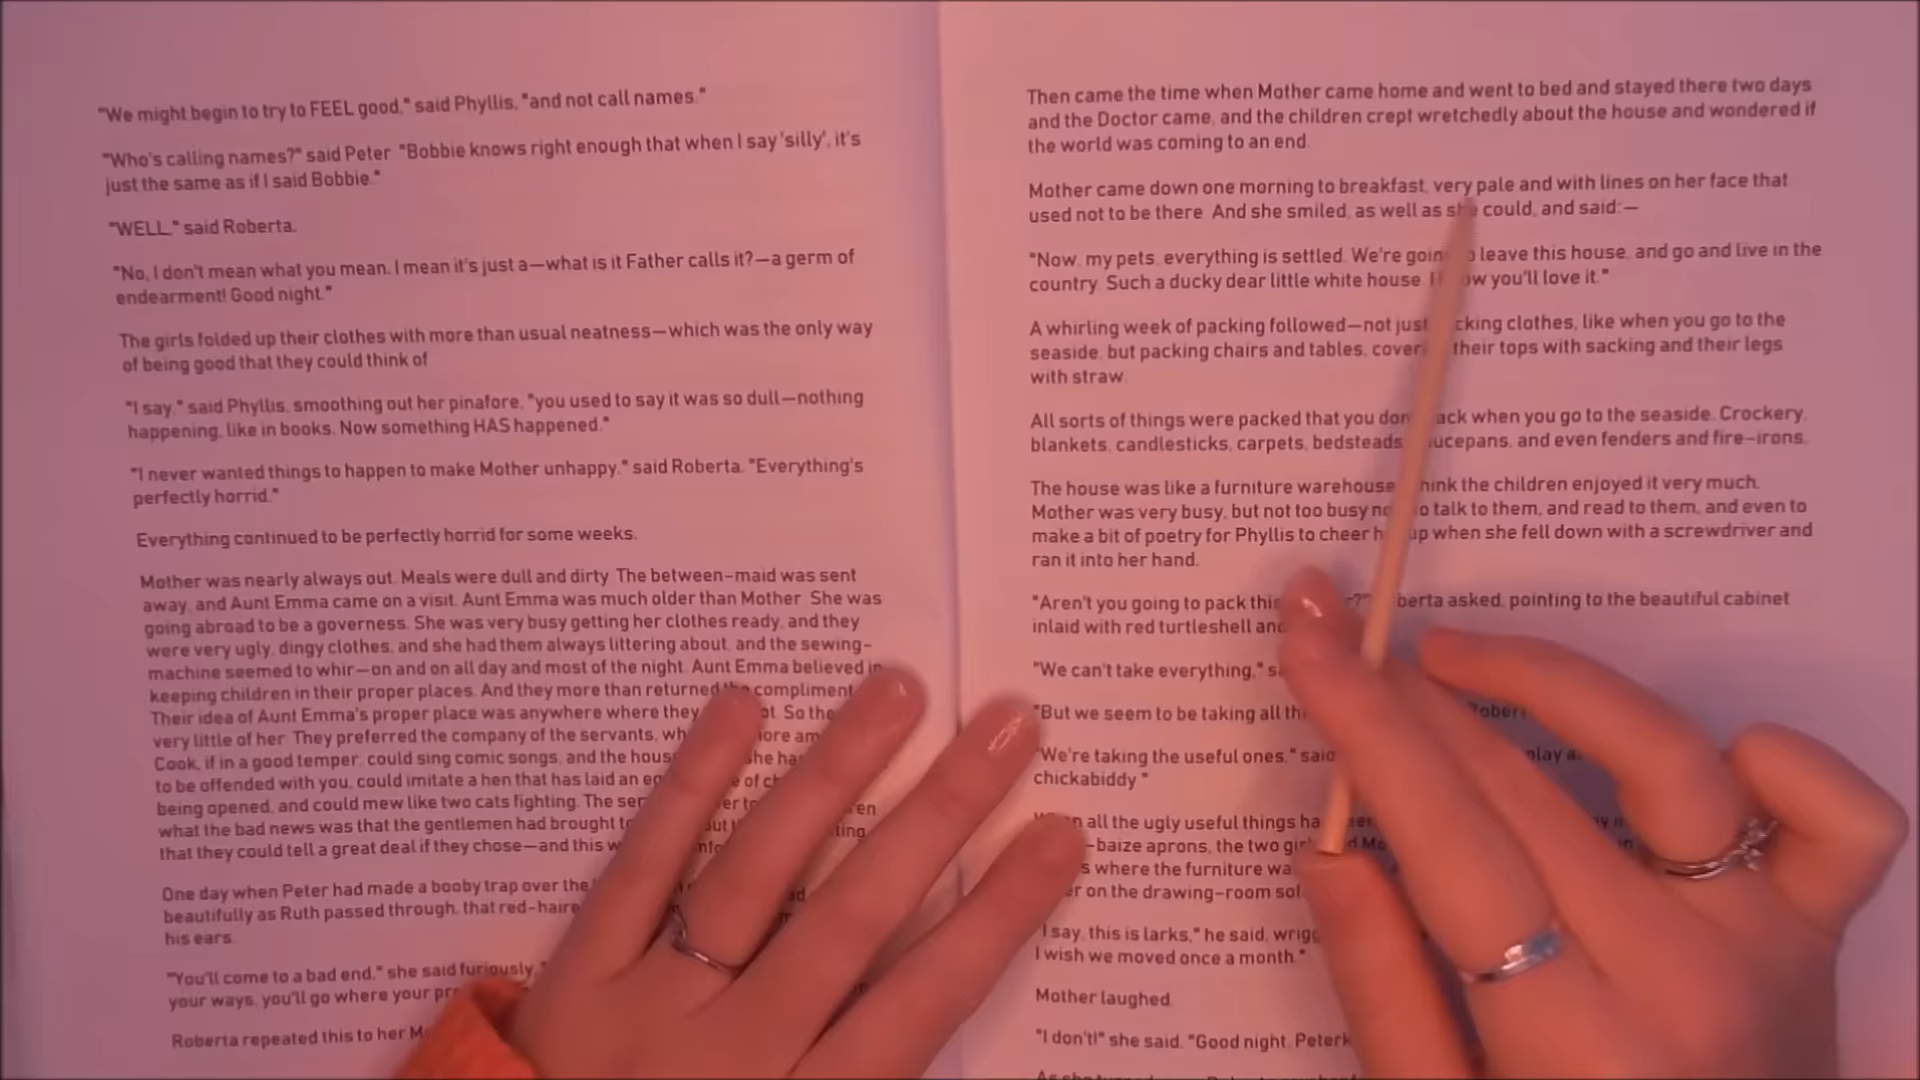 "We might begin to try to FEEL good," said Phyllis, "and not call names."
"Who's calling names?" said Peter "Bobbie knows right enough that when I say 'silly', it's
just the same as if I said Bobbie."
"WELL," said Roberta.
"No, I don't mean what you mean. I mean it's just a—what is it Father calls it?—a germ of
endearment! Good night."
The girls folded up their clothes with more than usual neatness—which was the only way
of being good that they could think of
"I say," said Phyllis, smoothing out her pinafore, "you used to say it was so dull—nothing
happening, like in books. Now something HAS happened."
"I never wanted things to happen to make Mother unhappy," said Roberta. "Everything's
perfectly horrid."
Everything continued to be perfectly horrid for some weeks.
Mother was nearly always out. Meals were dull and dirty The between-maid was sent
away, and Aunt Emma came on a visit. Aunt Emma was much older than Mother She was
going abroad to be a governess. She was very busy getting her clothes ready, and they
were very ugly, dingy clothes, and she had them always littering about, and the sewing-
machine seemed to whir—on and on all day and most of the night. Aunt Emma believed in
keeping children in their proper places. And they more than returned the compliment
Their idea of Aunt Emma's proper place was anywhere where they So
very little of her They preferred the company of the servants,
Cook, if in a good temper, could sing comic songs, and the
to be offended with you, could imitate a hen that has laid an
being opened, and could mew like two cats fighting. The
what the bad news was that the gentlemen had brought
that they could tell a great deal if they chose—and this
One day when Peter had made a booby trap over the
beautifully as Ruth passed through, that
his ears.
"You'll come to a bad end," she said furiously,
your ways, you'll go where your
Roberta repeated this to her
Then came the time when Mother came home and went to bed and stayed there two days
and the Doctor came, and the children crept wretchedly about the house and wondered if
the world was coming to an end.
Mother came down one morning to breakfast, very pale and with lines on her face that
used not to be there And she smiled, as well as she could, and said:—
"Now, my pets, everything is settled. We're going to leave this house, and go and live in the
country. Such a ducky dear little white house. I know you'll love it."
A whirling week of packing followed—not just packing clothes, like when you go to the
seaside, but packing chairs and tables, their tops with sacking and their legs
with straw.
All sorts of things were packed that you don't pack when you go to the seaside. Crockery,
blankets, candlesticks, carpets, bedsteads, saucepans, and even fenders and fire-irons.
The house was like a furniture warehouse think the children enjoyed it very much.
Mother was very busy, but not too busy to talk to them, and read to them, and even to
make a bit of poetry for Phyllis to cheer up when she fell down with a screwdriver and
ran it into her hand.
"Aren't you going to pack Roberta asked, pointing to the beautiful cabinet
inlaid with red turtleshell and
"We can't take everything,"
"But we seem to be taking all
"We're taking the useful ones," said
chickabiddy "
all the ugly useful things
-baize aprons, the two
where the furniture
on the drawing-room
"I say, this is larks," he said,
I wish we moved once a month."
Mother laughed.
"I don't!" she said. "Good night,